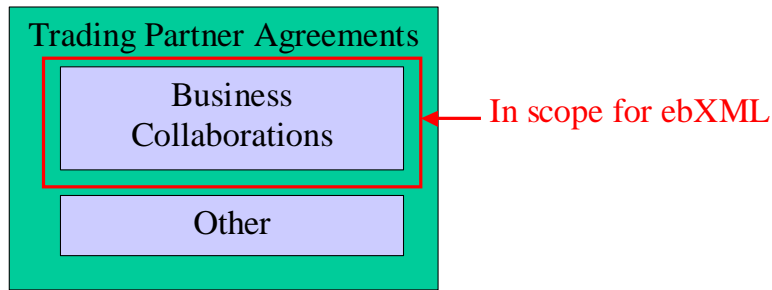 Trading Partner Agreements
Business
Collaborations
In scope for ebXML
Other